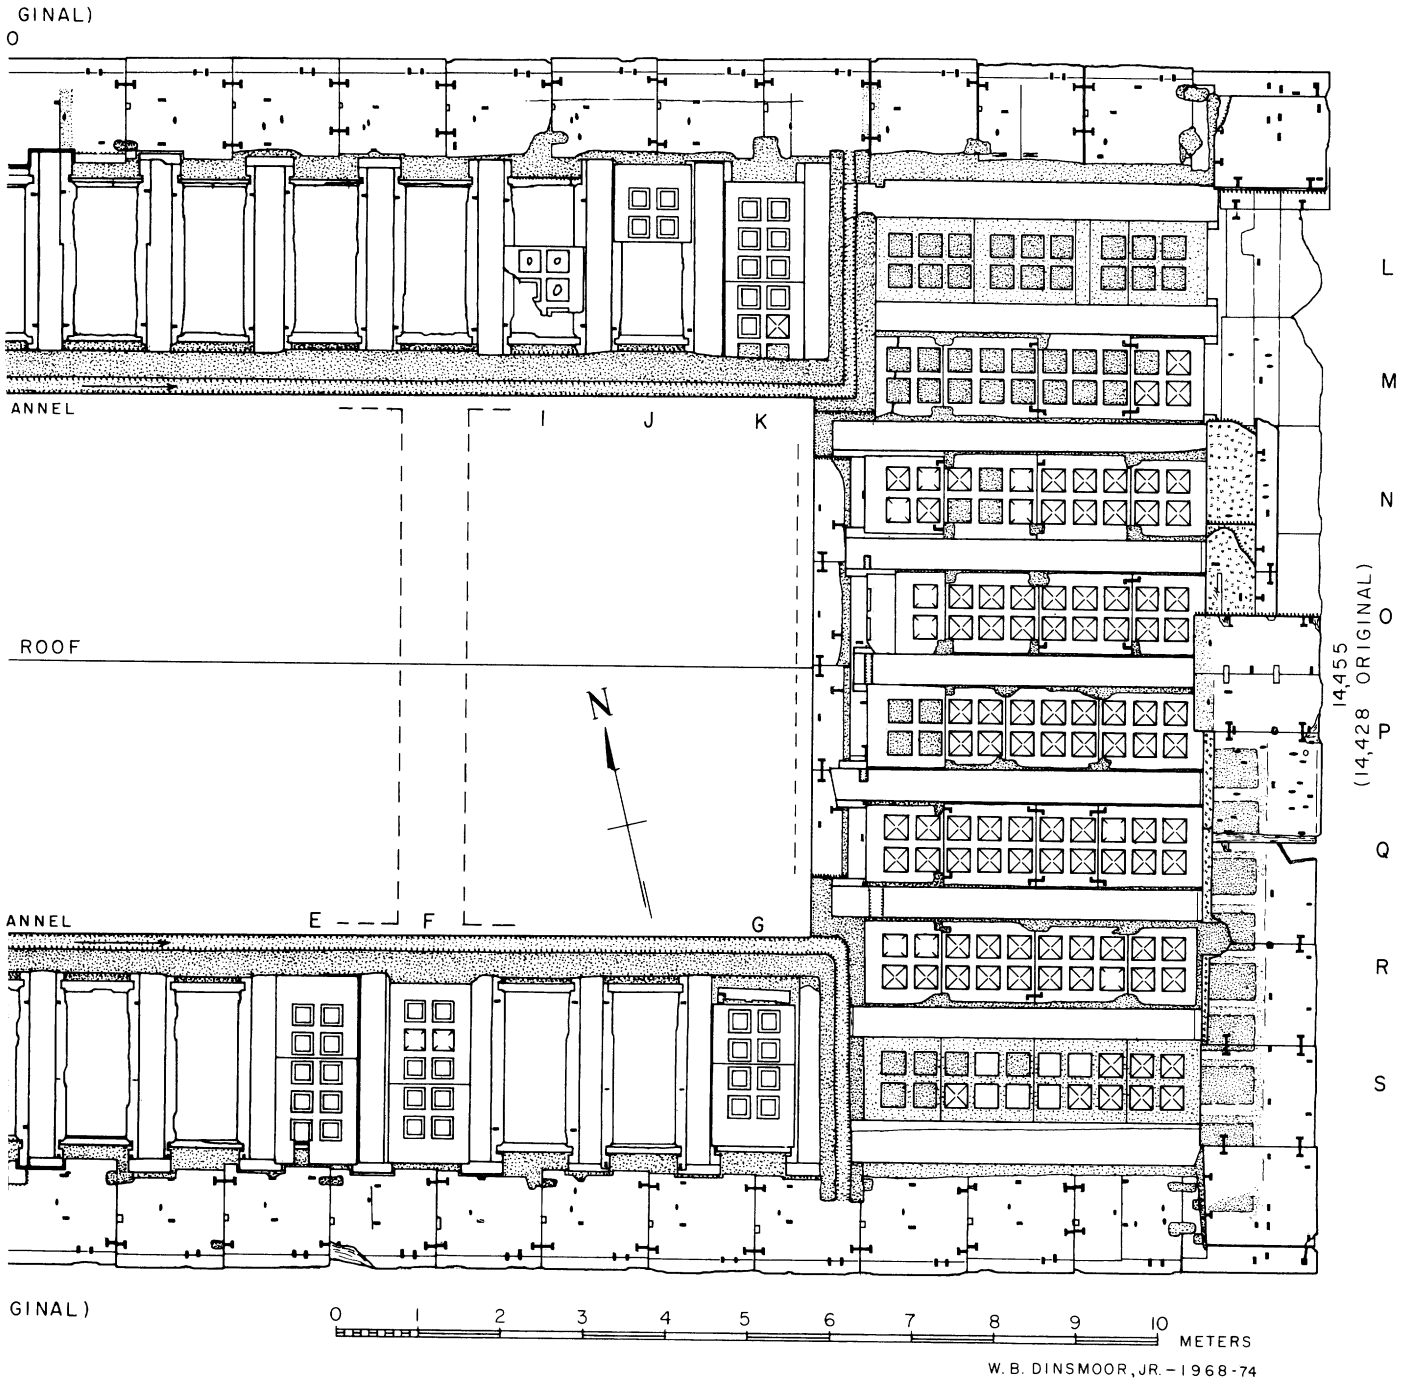 GINAL)
O
L
M
ANNEL
I J K
N
O
ROOF
N
14,455
(14,428 ORIGINAL)
P
Q
ANNEL
E F G
R
S
GINAL)
0 1 2 3 4 5 6 7 8 9 10 METERS
W. B. DINSMOOR, JR. – 1968-74